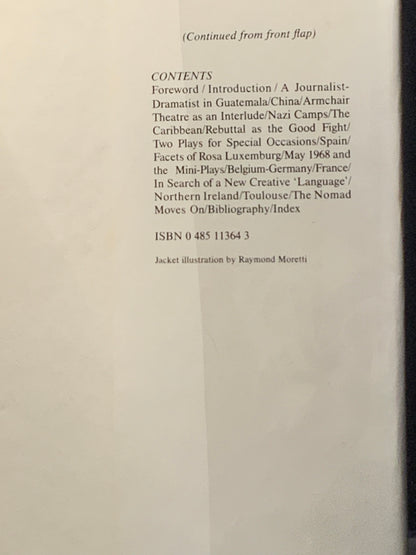 (Continued from front flap)
CONTENTS
Foreword / Introduction / A Journalist-
Dramatist in Guatemala/China/Armchair
Theatre as an Interlude/Nazi Camps/The
Caribbean/Rebuttal as the Good Fight/
Two Plays for Special Occasions/Spain/
Facets of Rosa Luxemburg/May 1968 and
the Mini-Plays/Belgium-Germany/France/
In Search of a New Creative ‘Language’/
Northern Ireland/Toulouse/The Nomad
Moves On/Bibliography/Index
ISBN 0 485 11364 3
Jacket illustration by Raymond Moretti